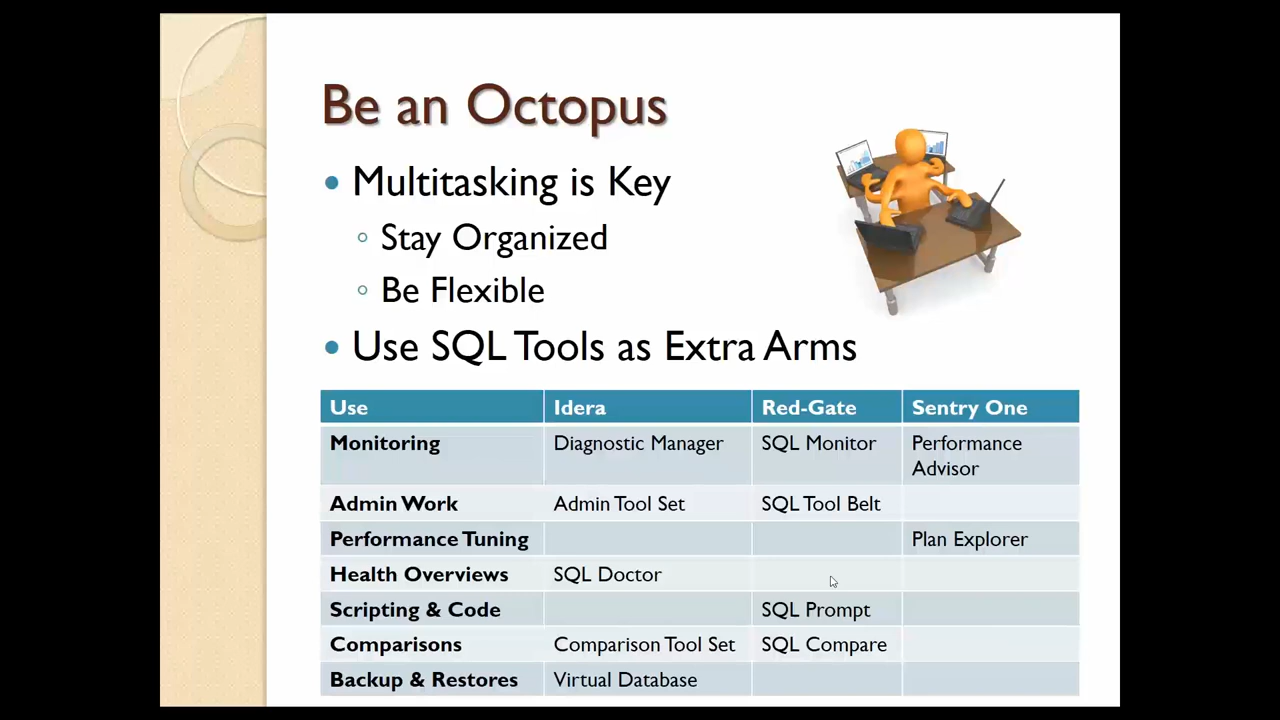 Be an Octopus
Multitasking is Key
Stay Organized
Be Flexible
Use SQL Tools as Extra Arms
Use Idera Red-Gate Sentry One
Monitoring Diagnostic Manager SQL Monitor Performance Advisor
Admin Work Admin Tool Set SQL Tool Belt
Performance Tuning Plan Explorer
Health Overviews SQL Doctor
Scripting & Code SQL Prompt
Comparisons Comparison Tool Set SQL Compare
Backup & Restores Virtual Database